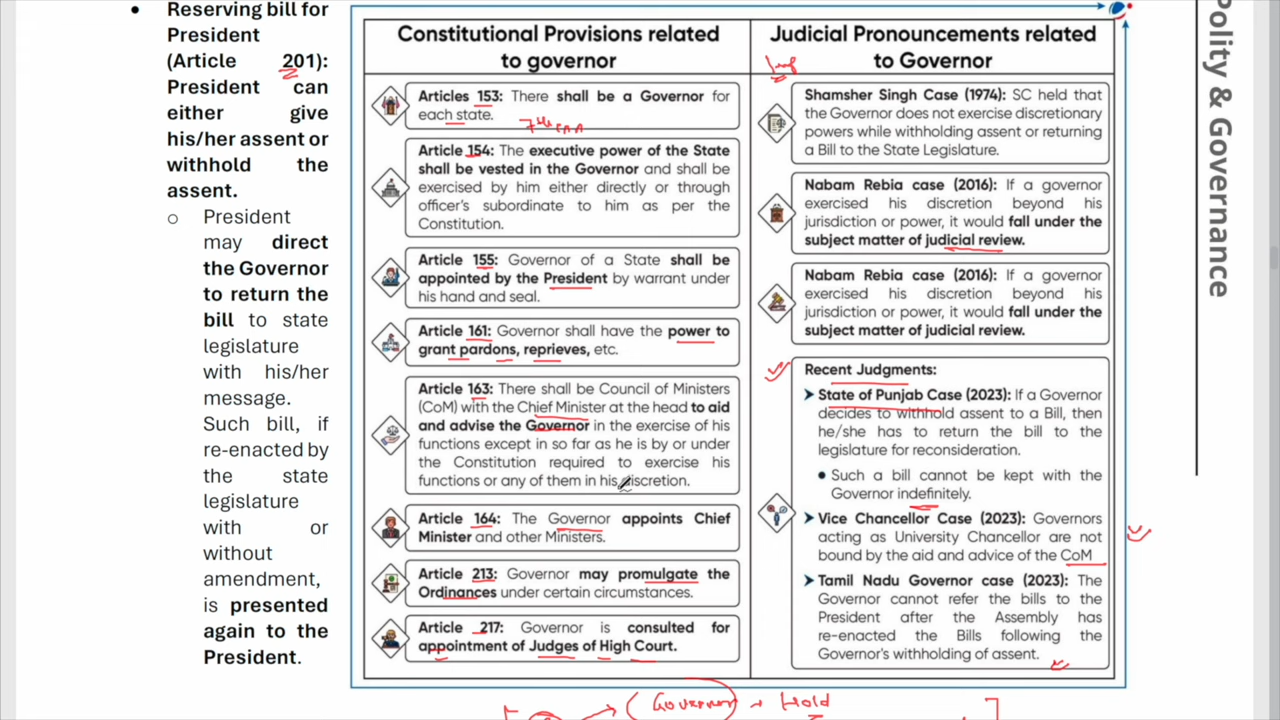 • Reserving bill for
President
(Article 201):
President can
either give
his/her assent or
withhold the
assent.
o President
may direct
the Governor
to return the
bill to state
legislature
with his/her
message.
Such bill, if
re-enacted by
the state
legislature
with or
without
amendment,
is presented
again to the
President.
Constitutional Provisions related
to governor
Articles 153: There shall be a Governor for
each state.
7th CAA
Article 154: The executive power of the State
shall be vested in the Governor and shall be
exercised by him either directly or through
officer's subordinate to him as per the
Constitution.
Article 155: Governor of a State shall be
appointed by the President by warrant under
his hand and seal.
Article 161: Governor shall have the power to
grant pardons, reprieves, etc.
Article 163: There shall be Council of Ministers
(CoM) with the Chief Minister at the head to aid
and advise the Governor in the exercise of his
functions except in so far as he is by or under
the Constitution required to exercise his
functions or any of them in his discretion.
Article 164: The Governor appoints Chief
Minister and other Ministers.
Article 213: Governor may promulgate the
Ordinances under certain circumstances.
Article 217: Governor is consulted for
appointment of Judges of High Court.
Judicial Pronouncements related
to Governor
Shamsher Singh Case (1974): SC held that
the Governor does not exercise discretionary
powers while withholding assent or returning
a Bill to the State Legislature.
Nabam Rebia case (2016): If a governor
exercised his discretion beyond his
jurisdiction or power, it would fall under the
subject matter of judicial review.
Nabam Rebia case (2016): If a governor
exercised his discretion beyond his
jurisdiction or power, it would fall under the
subject matter of judicial review.
Recent Judgments:
➤ State of Punjab Case (2023): If a Governor
decides to withhold assent to a Bill, then
he/she has to return the bill to the
legislature for reconsideration.
• Such a bill cannot be kept with the
Governor indefinitely.
➤ Vice Chancellor Case (2023): Governors
acting as University Chancellor are not
bound by the aid and advice of the CoM
➤ Tamil Nadu Governor case (2023): The
Governor cannot refer the bills to the
President after the Assembly has
re-enacted the Bills following the
Governor's withholding of assent.
Polity & Governance
Governor + Hold